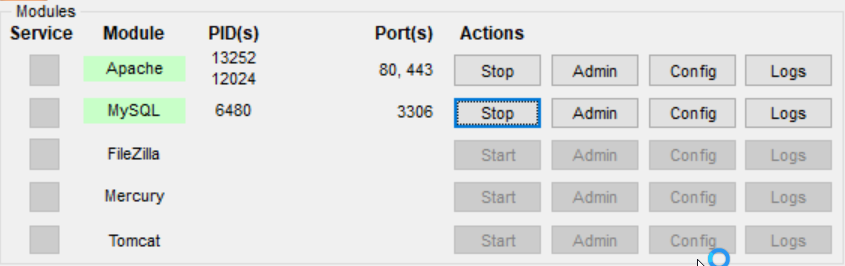 Modules
Service Module PID(s) Port(s) Actions
Apache 13252 12024 80, 443 Stop Admin Config Logs
MySQL 6480 3306 Stop Admin Config Logs
FileZilla Start Admin Config Logs
Mercury Start Admin Config Logs
Tomcat Start Admin Config Logs